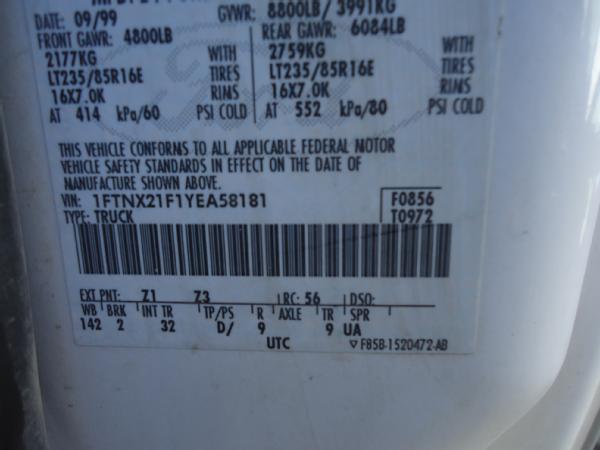 DATE: 09/99 GVWR: 8800LB/ 3991KG
FRONT GAWR: 4800LB REAR GAWR: 6084LB
2177KG WITH 2759KG WITH
LT235/85R16E TIRES LT235/85R16E TIRES
16X7.0K RIMS 16X7.0K RIMS
AT 414 kPa/60 PSI COLD AT 552 kPa/80 PSI COLD
Ford
THIS VEHICLE CONFORMS TO ALL APPLICABLE FEDERAL MOTOR
VEHICLE SAFETY STANDARDS IN EFFECT ON THE DATE OF
MANUFACTURE SHOWN ABOVE.
VIN: 1FTNX21F1YEA58181 F0856
TYPE: TRUCK T0972
EXT PNT: Z1 Z3 RC: 56 DSO:
WB BRK INT TR TP/PS R AXLE TR SPR
142 2 32 D/ 9 9 UA
UTC ▽ F85B-1520472-AB